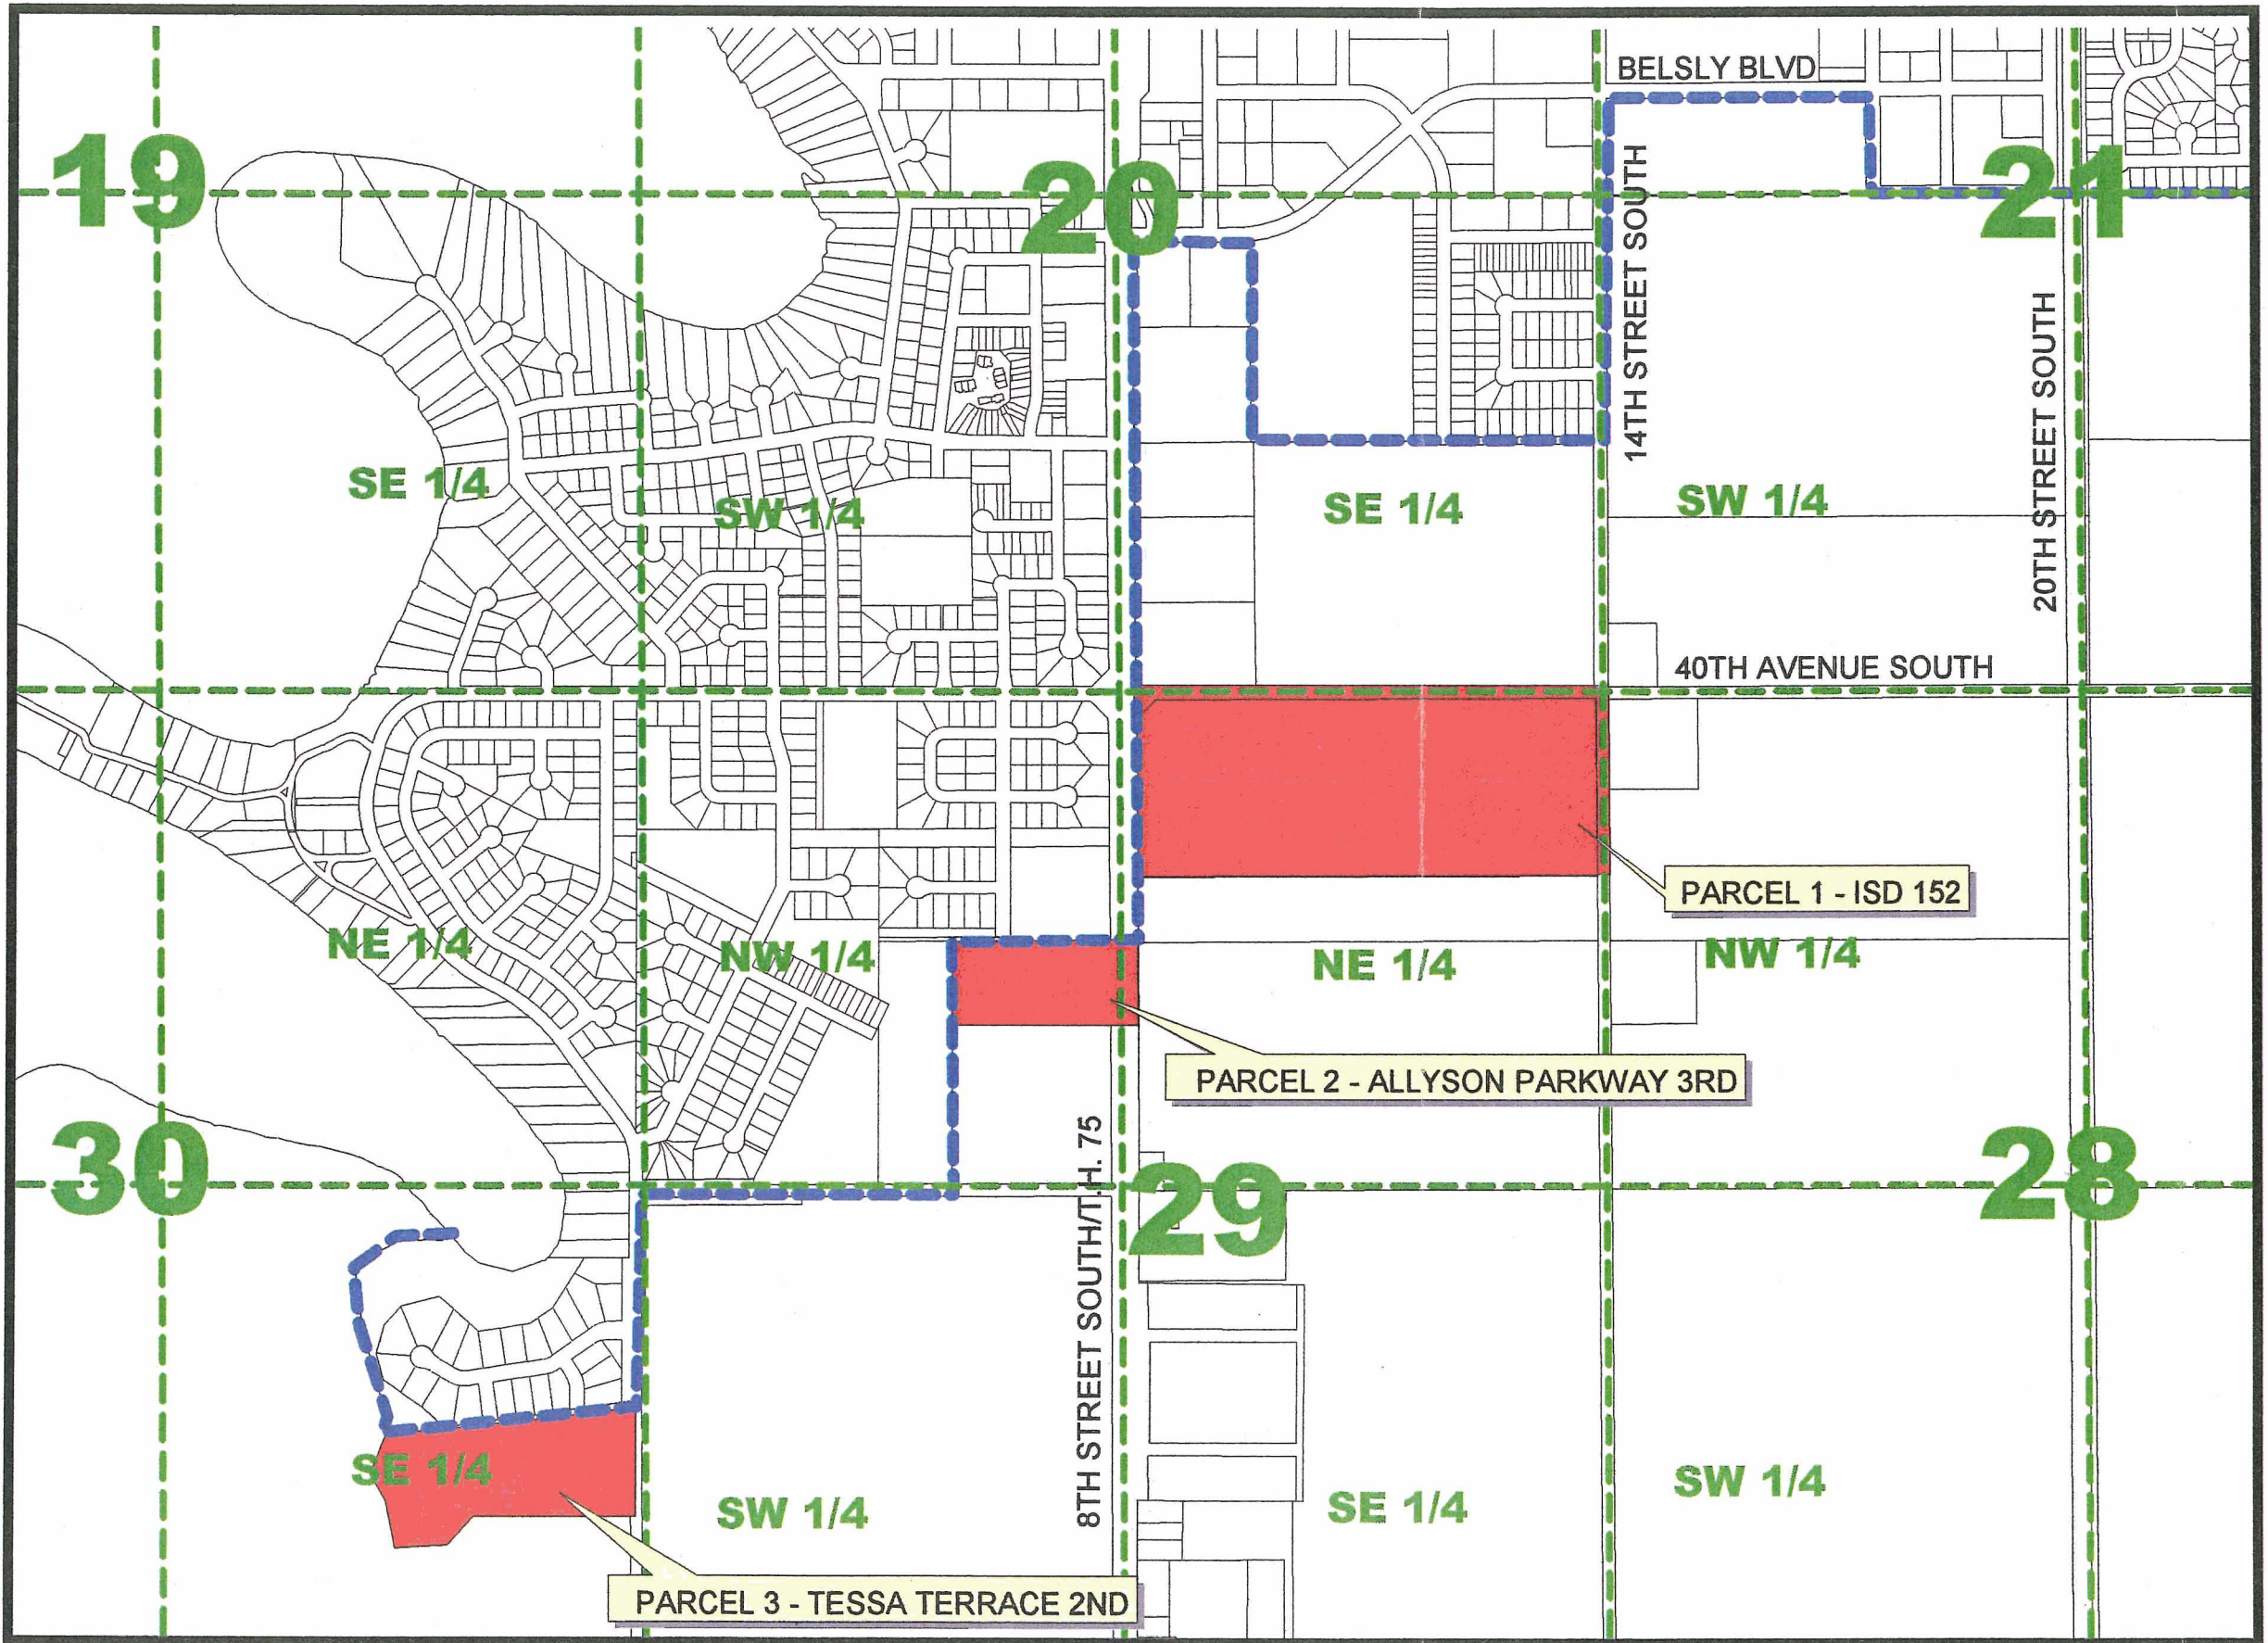 BELSLY BLVD
19
20
21
14TH STREET SOUTH
20TH STREET SOUTH
SE 1/4
SW 1/4
SE 1/4
SW 1/4
40TH AVENUE SOUTH
PARCEL 1 - ISD 152
NE 1/4
NW 1/4
NE 1/4
NW 1/4
PARCEL 2 - ALLYSON PARKWAY 3RD
30
29
28
8TH STREET SOUTH/T.H. 75
SE 1/4
SW 1/4
SE 1/4
SW 1/4
PARCEL 3 - TESSA TERRACE 2ND